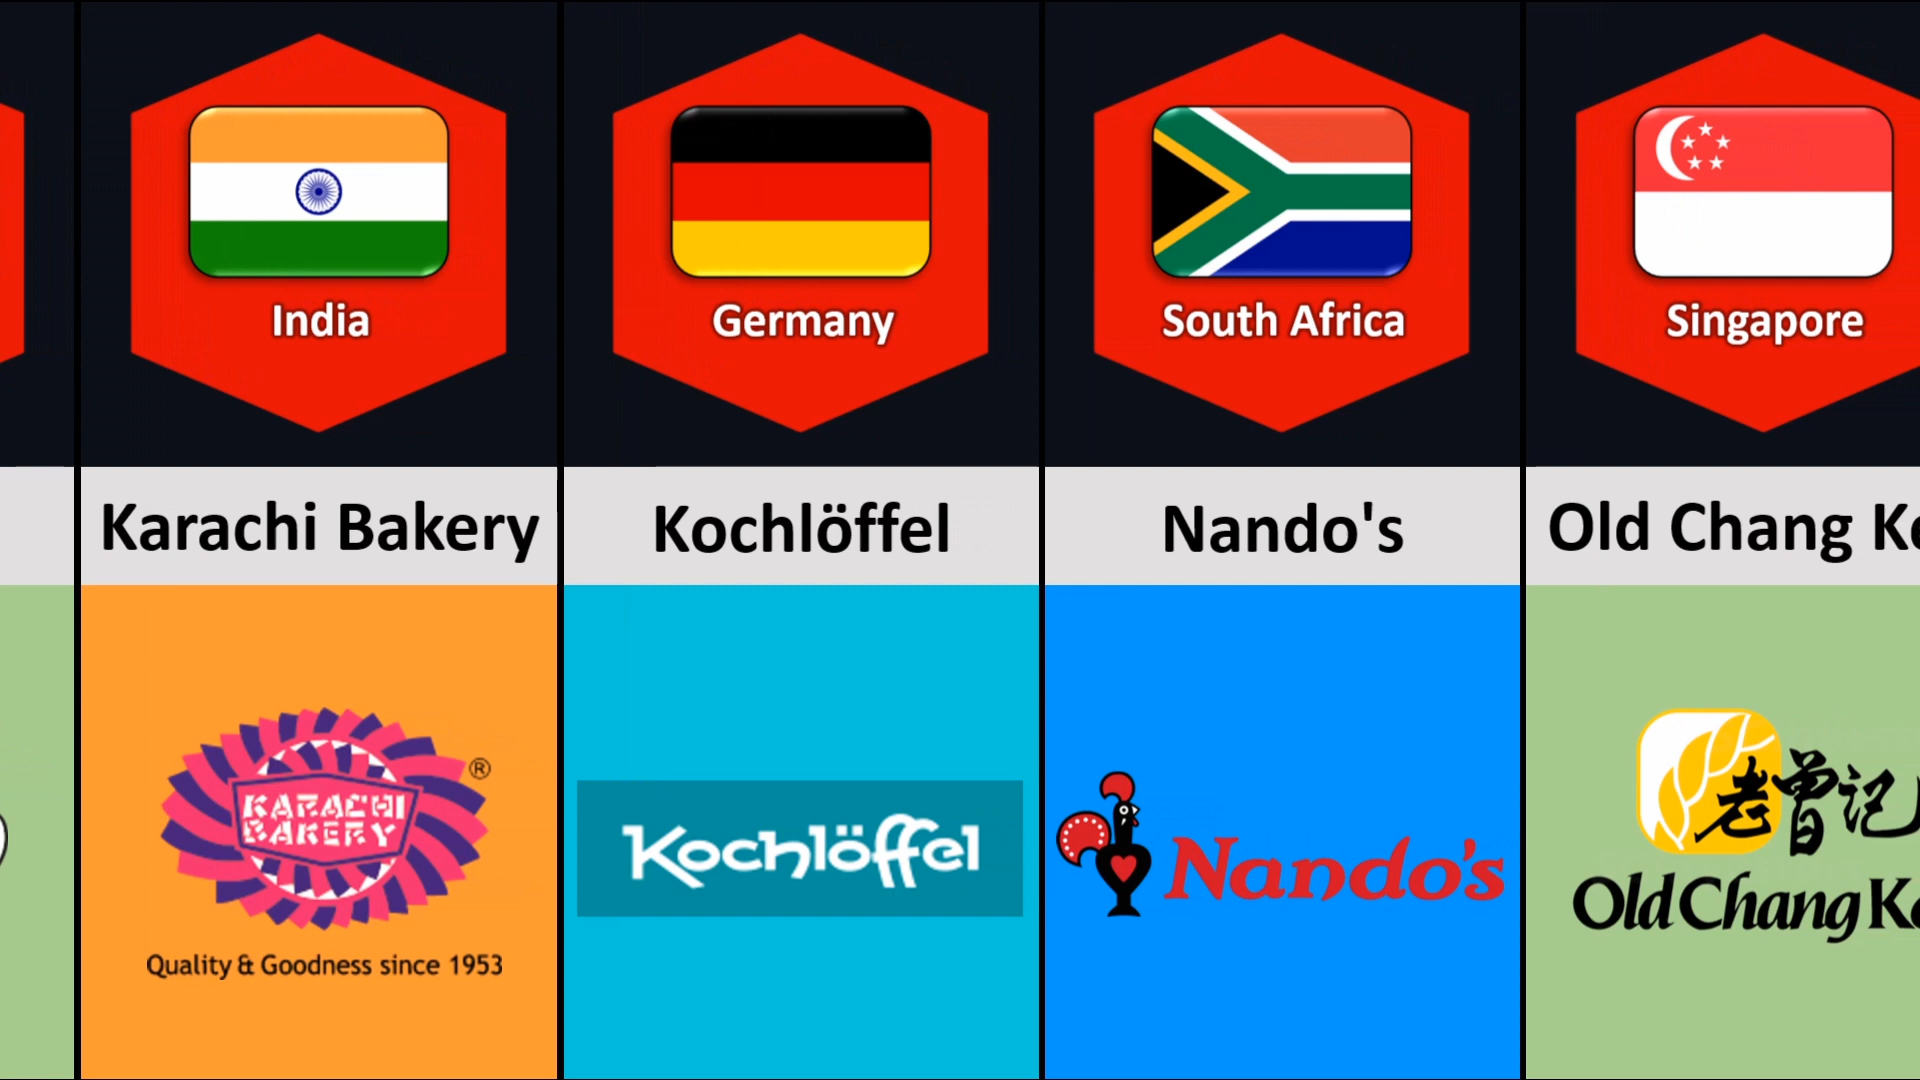 India
Germany
South Africa
Singapore
Karachi Bakery
Kochlöffel
Nando's
Old Chang
KARACHI
BAKERY
®
Quality & Goodness since 1953
Kochlöffel
Nando's
老曾记
Old Chang